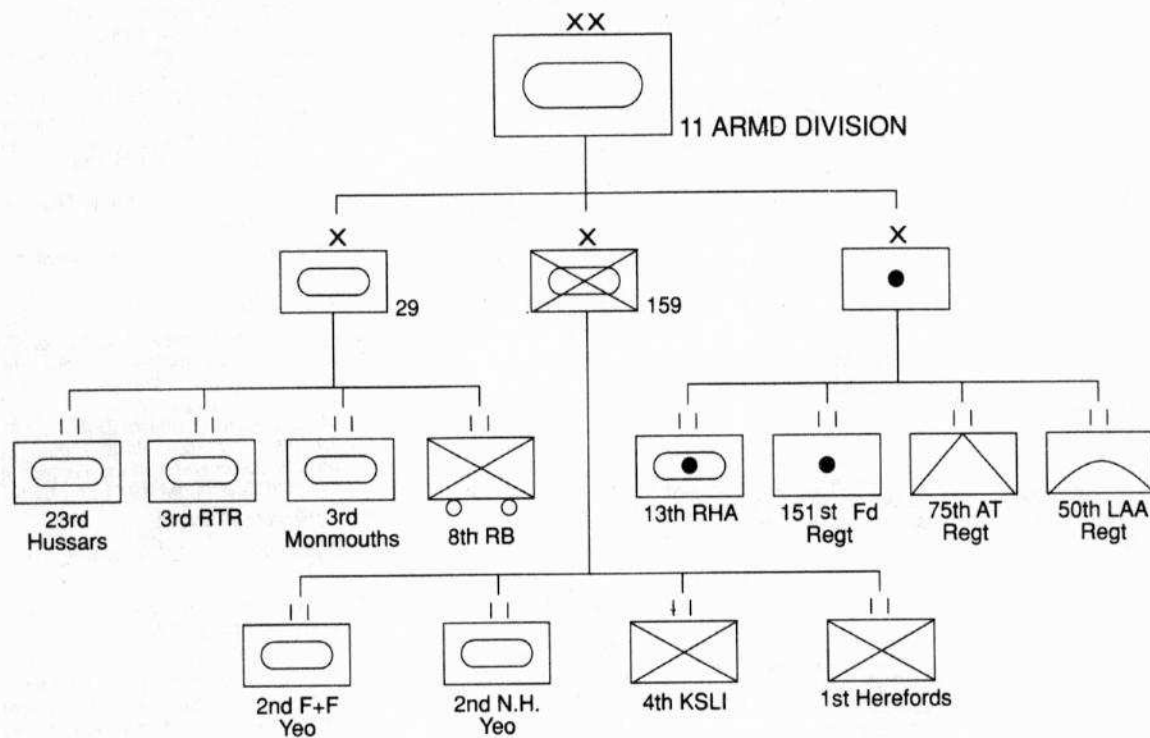 XX
11 ARMD DIVISION
X
X
X
29
159
23rd
Hussars
3rd RTR
3rd
Monmouths
8th RB
13th RHA
151st Fd
Regt
75th AT
Regt
50th LAA
Regt
2nd F+F
Yeo
2nd N.H.
Yeo
4th KSLI
1st Herefords